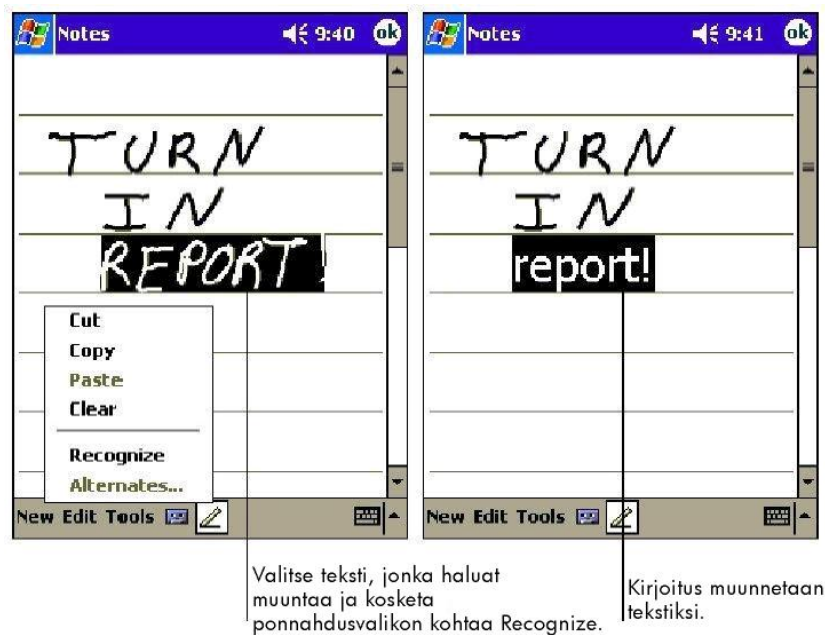 Notes 9:40 ok
TURN
IN
REPORT!
Cut
Copy
Paste
Clear
Recognize
Alternates...
New Edit Tools
Notes 9:41 ok
TURN
IN
report!
New Edit Tools
Valitse teksti, jonka haluat
muuntaa ja kosketa
ponnahdusvalikon kohtaa Recognize.
Kirjoitus muunnetaan
tekstiksi.